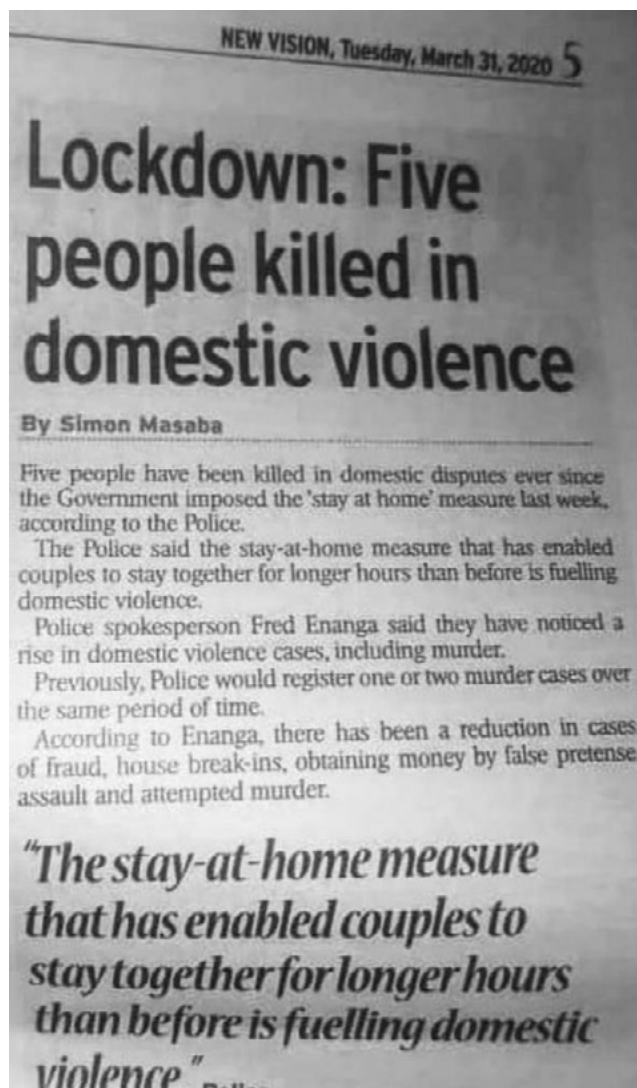 NEW VISION, Tuesday, March 31, 2020 5
Lockdown: Five
people killed in
domestic violence
By Simon Masaba
Five people have been killed in domestic disputes ever since
the Government imposed the 'stay at home' measure last week,
according to the Police.
The Police said the stay-at-home measure that has enabled
couples to stay together for longer hours than before is fuelling
domestic violence.
Police spokesperson Fred Enanga said they have noticed a
rise in domestic violence cases, including murder.
Previously, Police would register one or two murder cases over
the same period of time.
According to Enanga, there has been a reduction in cases
of fraud, house break-ins, obtaining money by false pretense
assault and attempted murder.
"The stay-at-home measure
that has enabled couples to
stay together for longer hours
than before is fuelling domestic
violence." Police